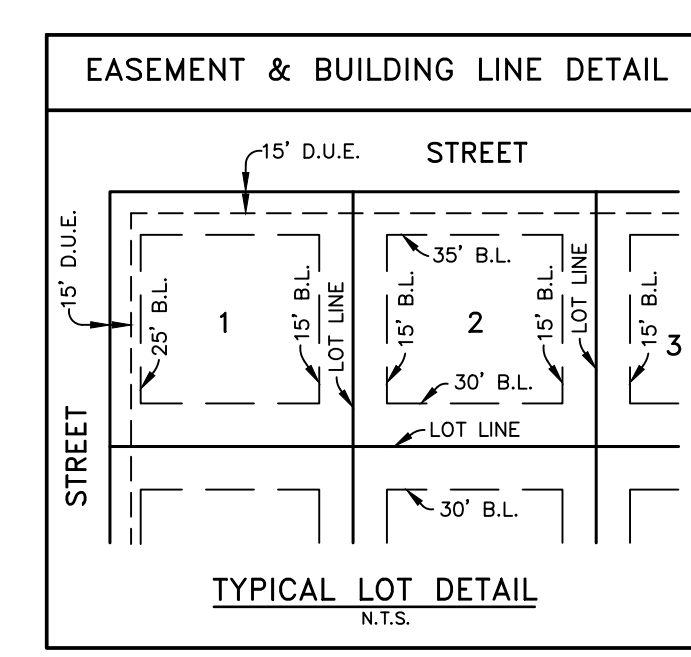 EASEMENT & BUILDING LINE DETAIL
15' D.U.E.
STREET
15' D.U.E.
35' B.L.
25' B.L.
1
15' B.L.
LOT LINE
15' B.L.
2
15' B.L.
LOT LINE
15' B.L.
3
30' B.L.
LOT LINE
STREET
30' B.L.
TYPICAL LOT DETAIL
N.T.S.